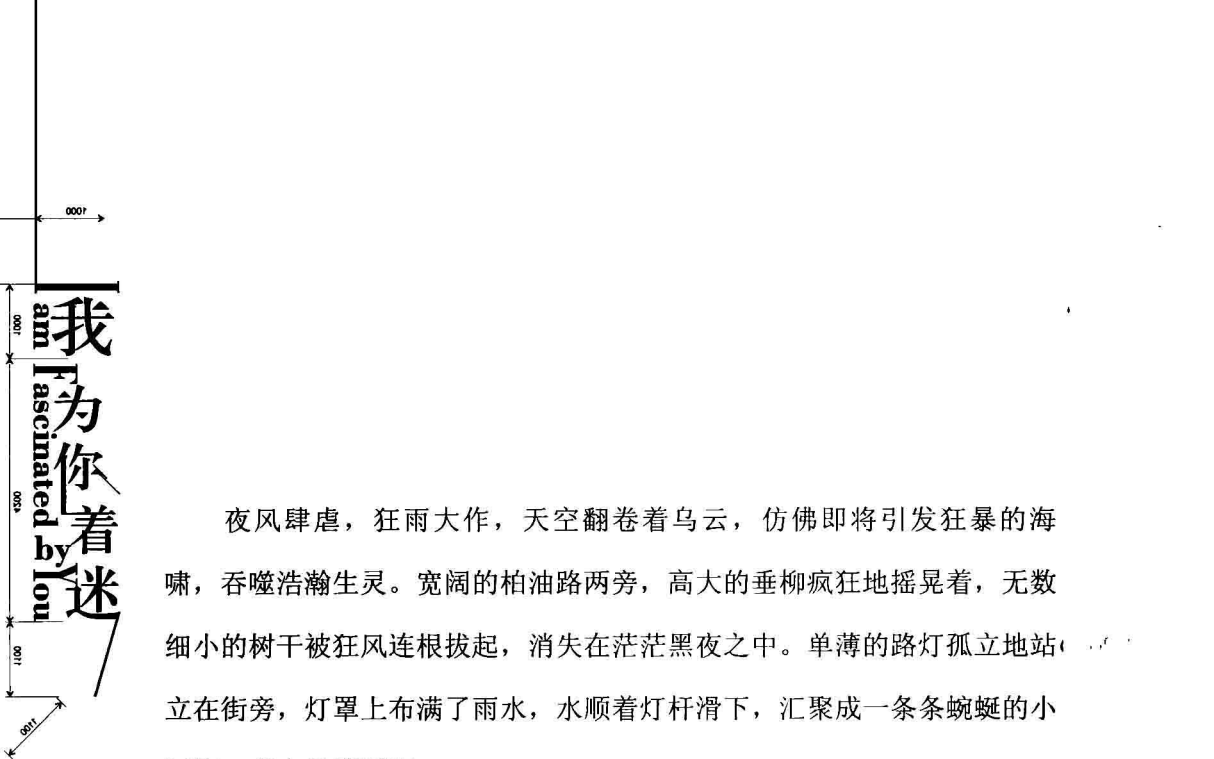 1000
我为你着迷
I am Fascinated by You
1000
4200
1100
1100
夜风肆虐，狂雨大作，天空翻卷着乌云，仿佛即将引发狂暴的海
啸，吞噬浩瀚生灵。宽阔的柏油路两旁，高大的垂柳疯狂地摇晃着，无数
细小的树干被狂风连根拔起，消失在茫茫黑夜之中。单薄的路灯孤立地站
立在街旁，灯罩上布满了雨水，水顺着灯杆滑下，汇聚成一条条蜿蜒的小